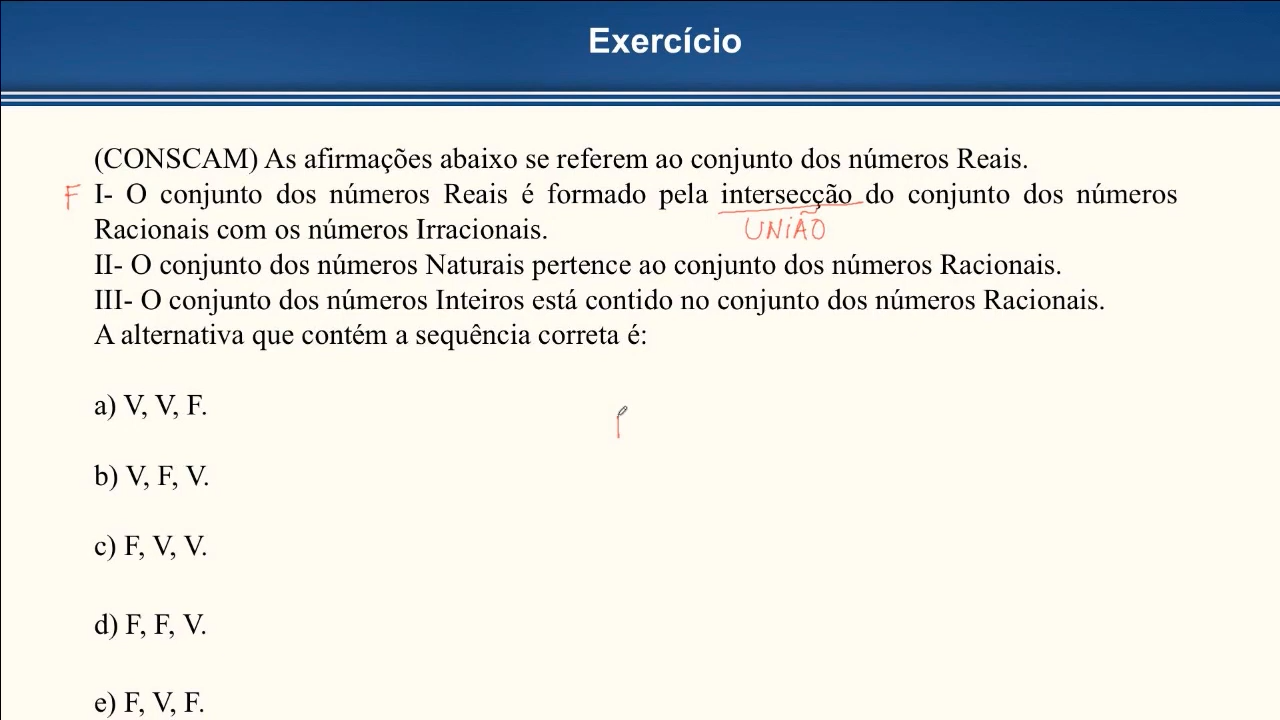 Exercício
(CONSCAM) As afirmações abaixo se referem ao conjunto dos números Reais.
F I- O conjunto dos números Reais é formado pela intersecção do conjunto dos números
UNIÃO
Racionais com os números Irracionais.
II- O conjunto dos números Naturais pertence ao conjunto dos números Racionais.
III- O conjunto dos números Inteiros está contido no conjunto dos números Racionais.
A alternativa que contém a sequência correta é:
a) V, V, F.
b) V, F, V.
c) F, V, V.
d) F, F, V.
e) F, V, F.